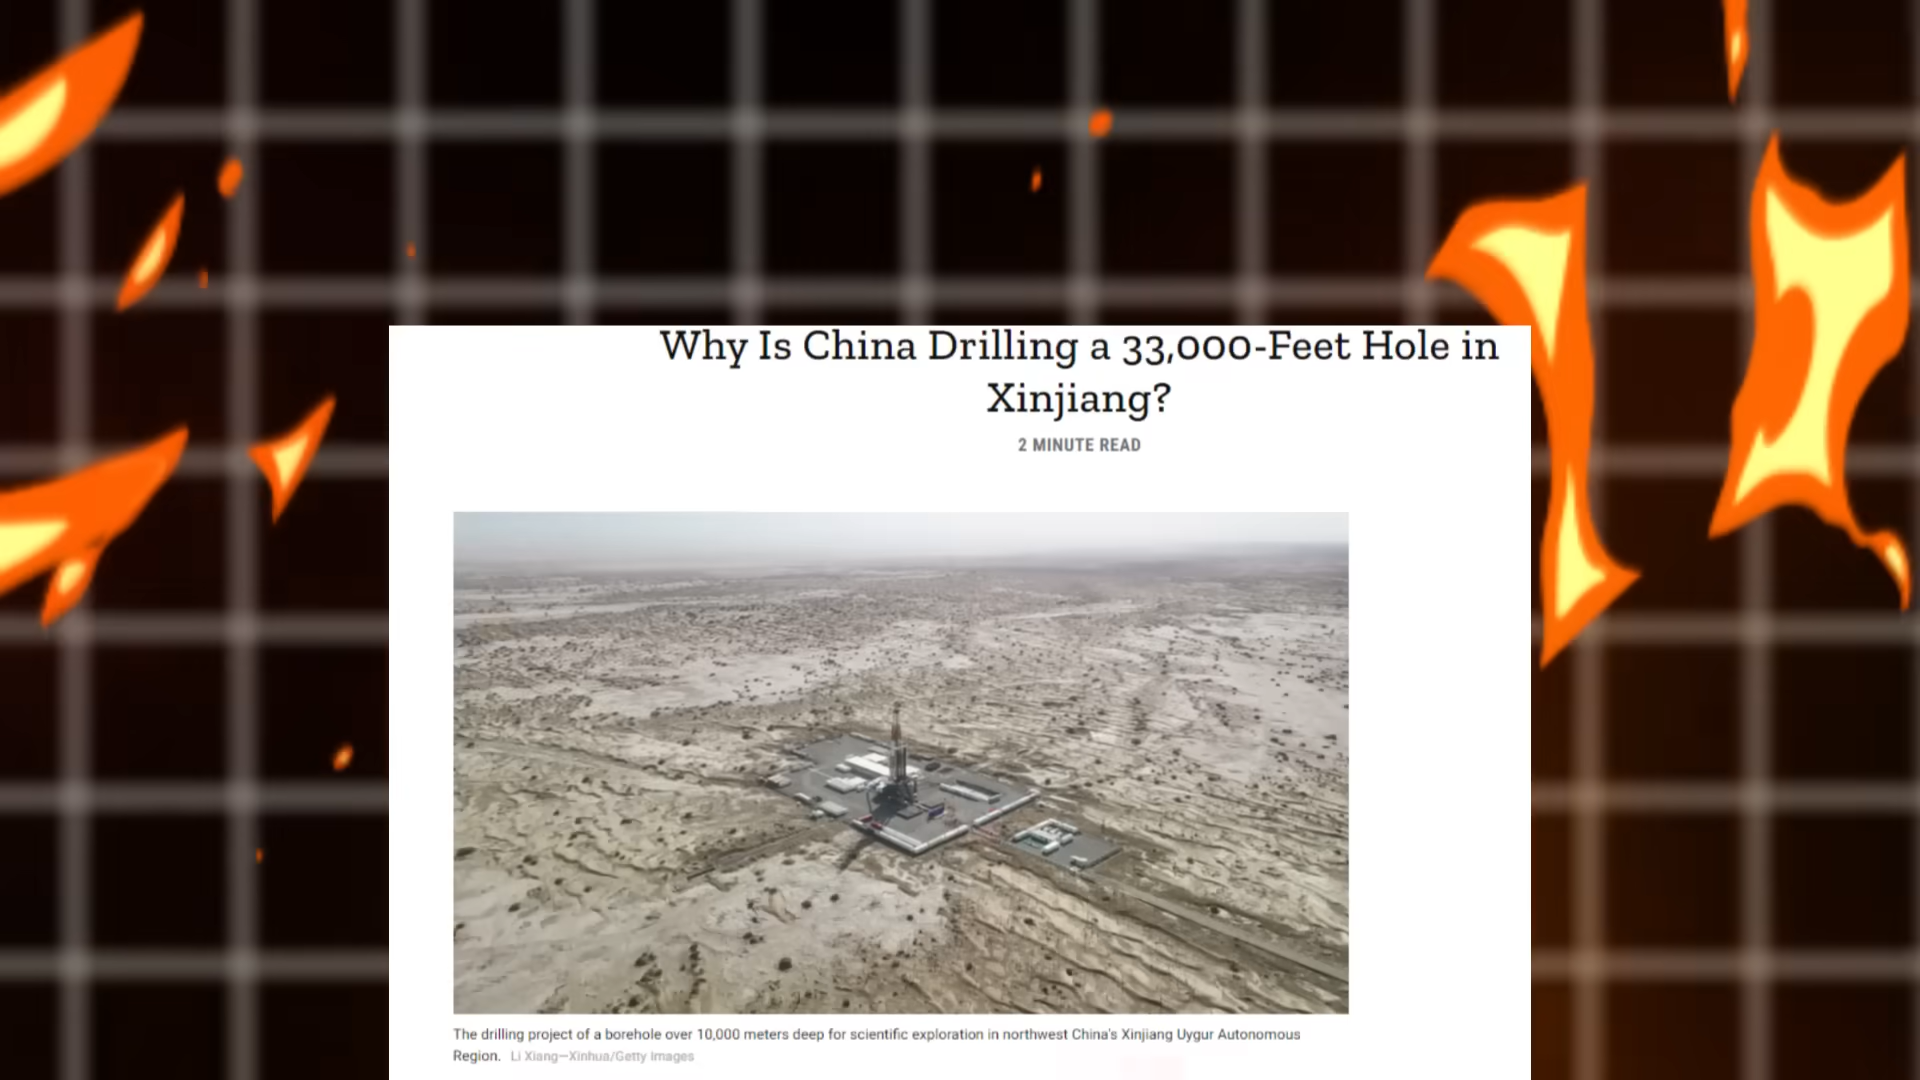 Why Is China Drilling a 33,000-Feet Hole in
Xinjiang?
2 MINUTE READ
The drilling project of a borehole over 10,000 meters deep for scientific exploration in northwest China's Xinjiang Uygur Autonomous
Region. Li Xiang—Xinhua/Getty Images